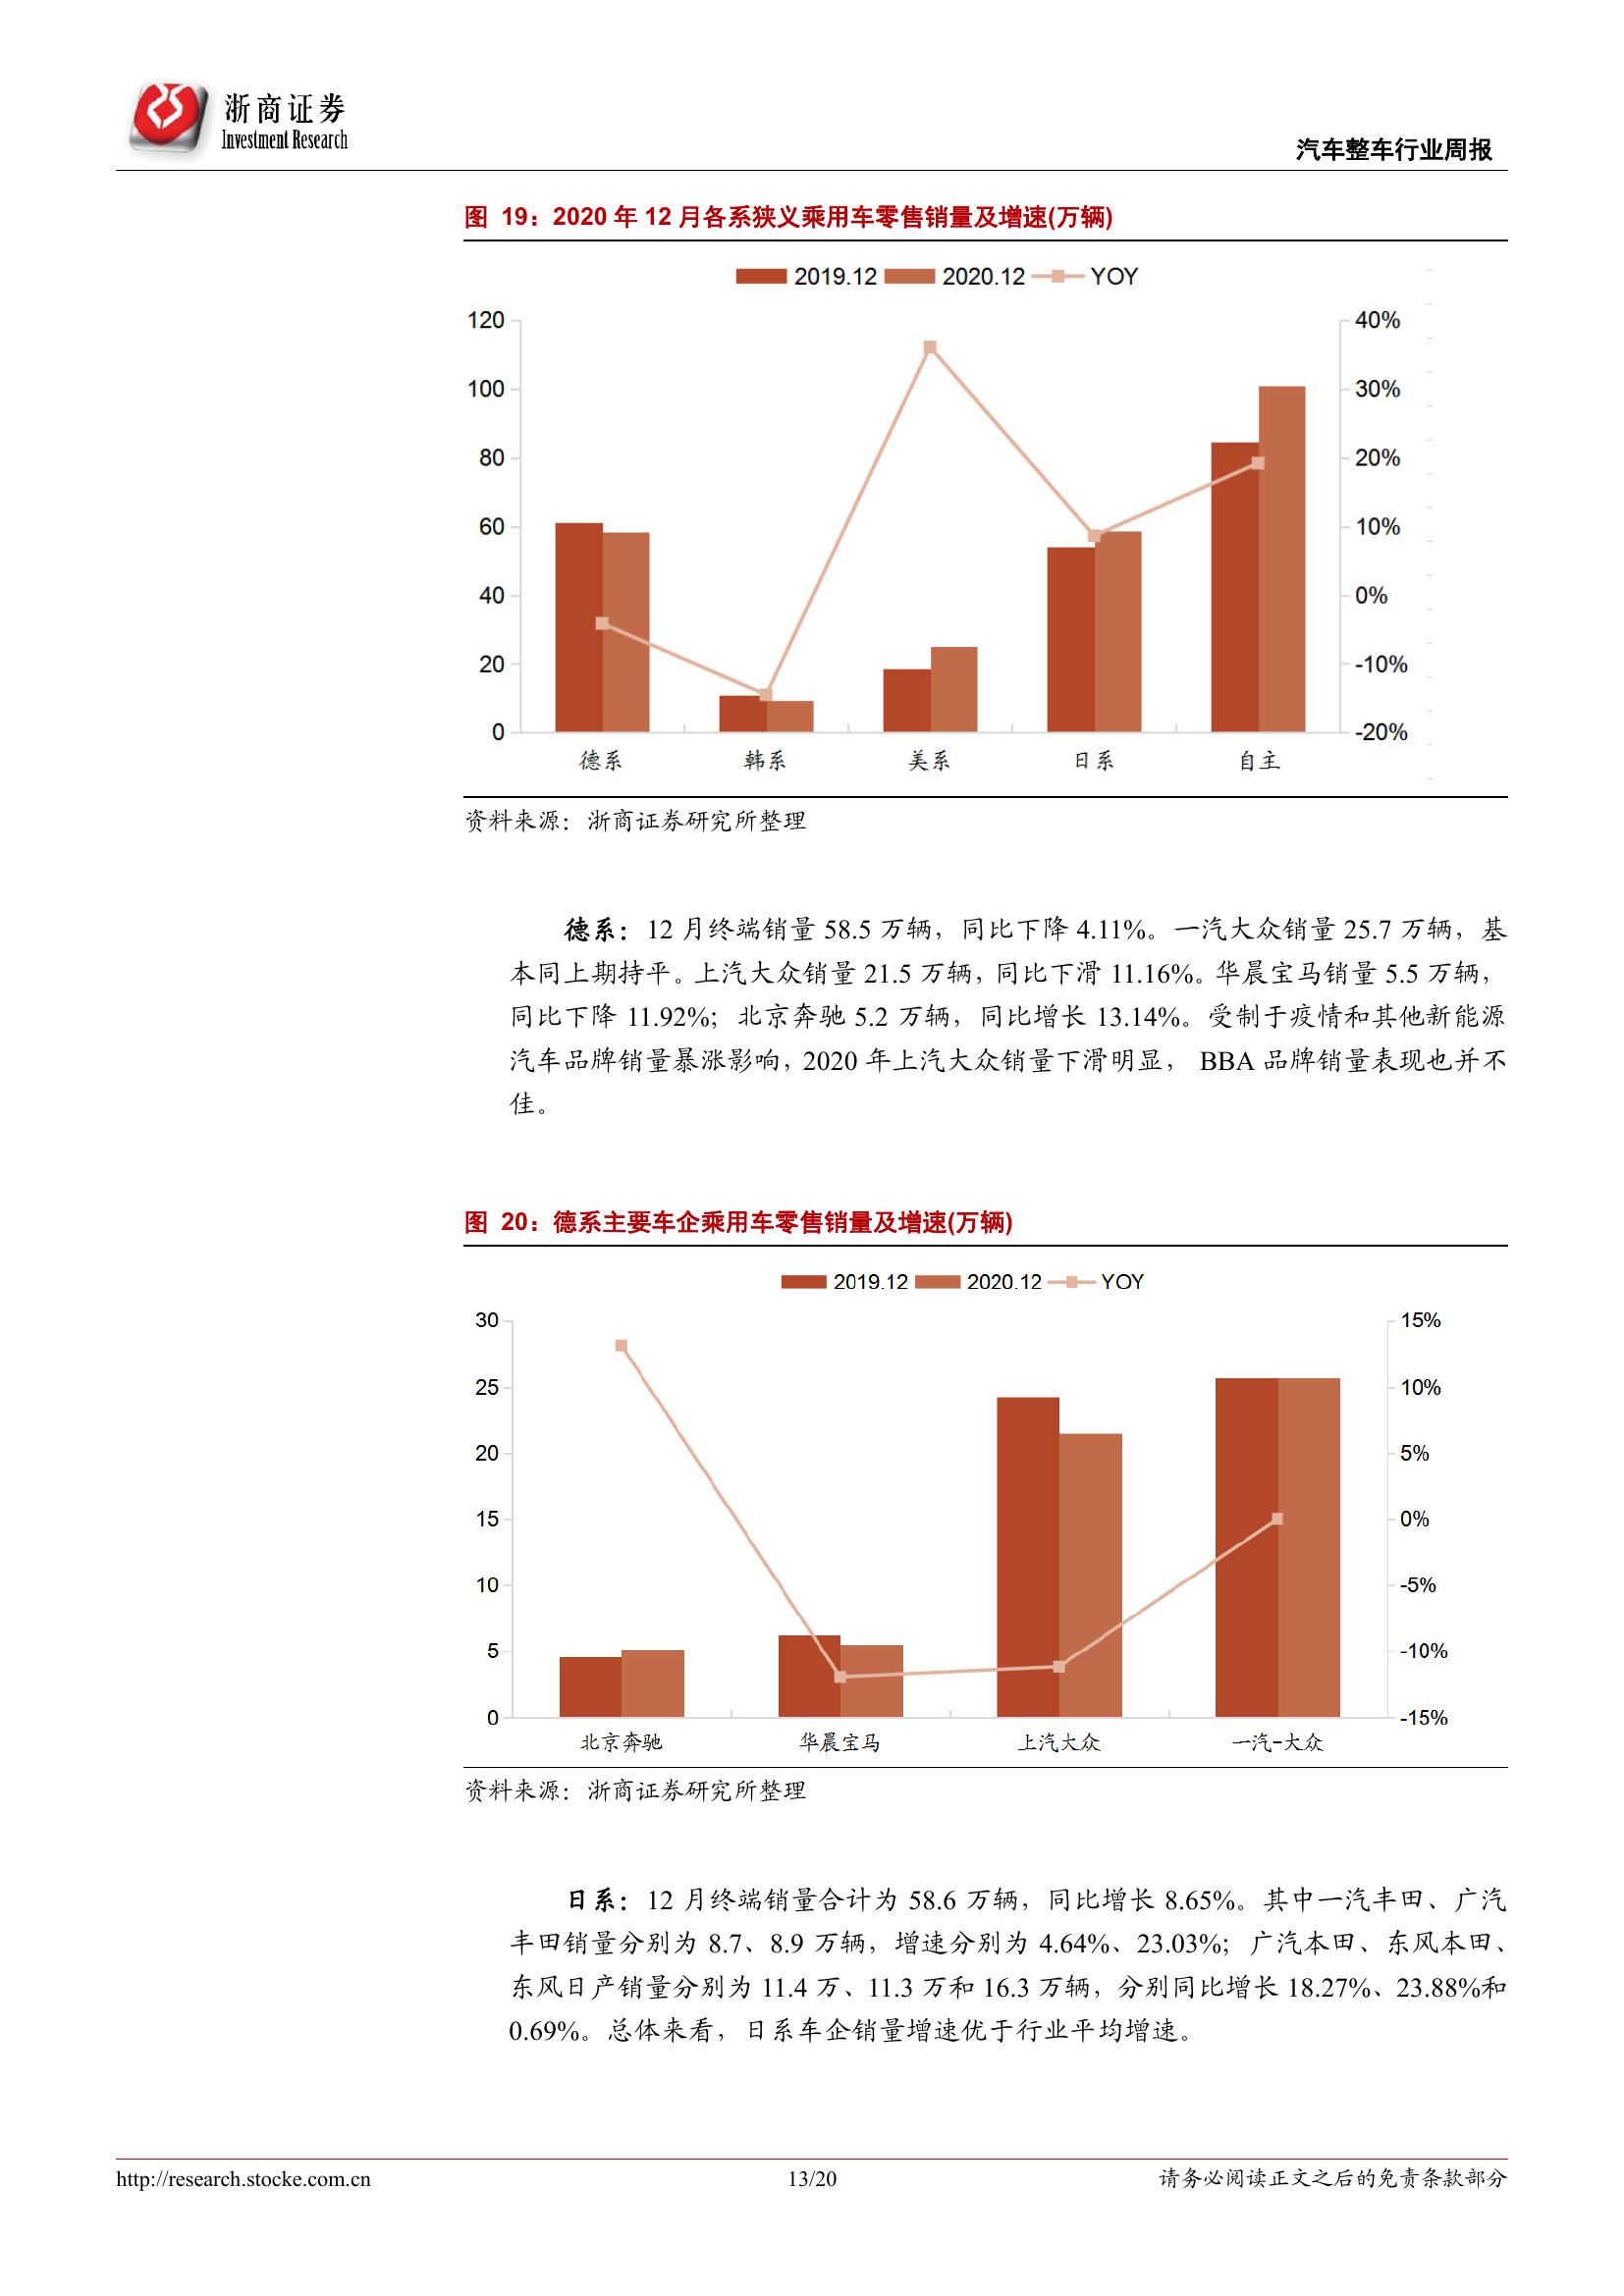 浙商证券
Investment Research
汽车整车行业周报
图 19：2020 年 12 月各系狭义乘用车零售销量及增速(万辆)
2019.12 2020.12 YOY
120 40%
100 30%
80 20%
60 10%
40 0%
20 -10%
0 -20%
德系 韩系 美系 日系 自主
资料来源：浙商证券研究所整理
德系：12 月终端销量 58.5 万辆，同比下降 4.11%。一汽大众销量 25.7 万辆，基
本同上期持平。上汽大众销量 21.5 万辆，同比下滑 11.16%。华晨宝马销量 5.5 万辆，
同比下降 11.92%；北京奔驰 5.2 万辆，同比增长 13.14%。受制于疫情和其他新能源
汽车品牌销量暴涨影响，2020 年上汽大众销量下滑明显， BBA 品牌销量表现也并不
佳。
图 20：德系主要车企乘用车零售销量及增速(万辆)
2019.12 2020.12 YOY
30 15%
25 10%
20 5%
15 0%
10 -5%
5 -10%
0 -15%
北京奔驰 华晨宝马 上汽大众 一汽-大众
资料来源：浙商证券研究所整理
日系：12 月终端销量合计为 58.6 万辆，同比增长 8.65%。其中一汽丰田、广汽
丰田销量分别为 8.7、8.9 万辆，增速分别为 4.64%、23.03%；广汽本田、东风本田、
东风日产销量分别为 11.4 万、11.3 万和 16.3 万辆，分别同比增长 18.27%、23.88%和
0.69%。总体来看，日系车企销量增速优于行业平均增速。
http://research.stocke.com.cn 13/20 请务必阅读正文之后的免责条款部分